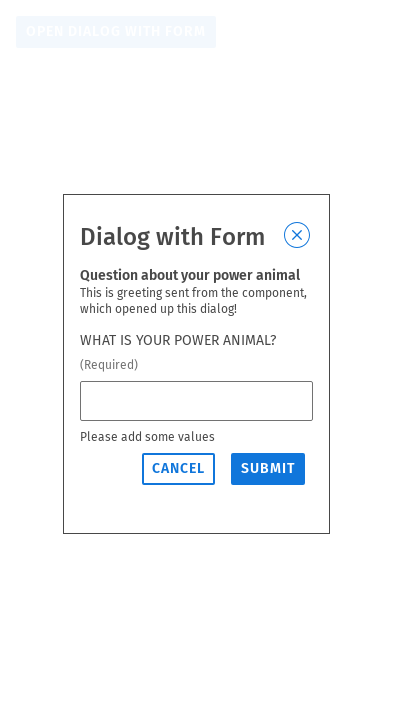 OPEN DIALOG WITH FORM
Dialog with Form
Question about your power animal
This is greeting sent from the component,
which opened up this dialog!
WHAT IS YOUR POWER ANIMAL?
(Required)
Please add some values
CANCEL SUBMIT